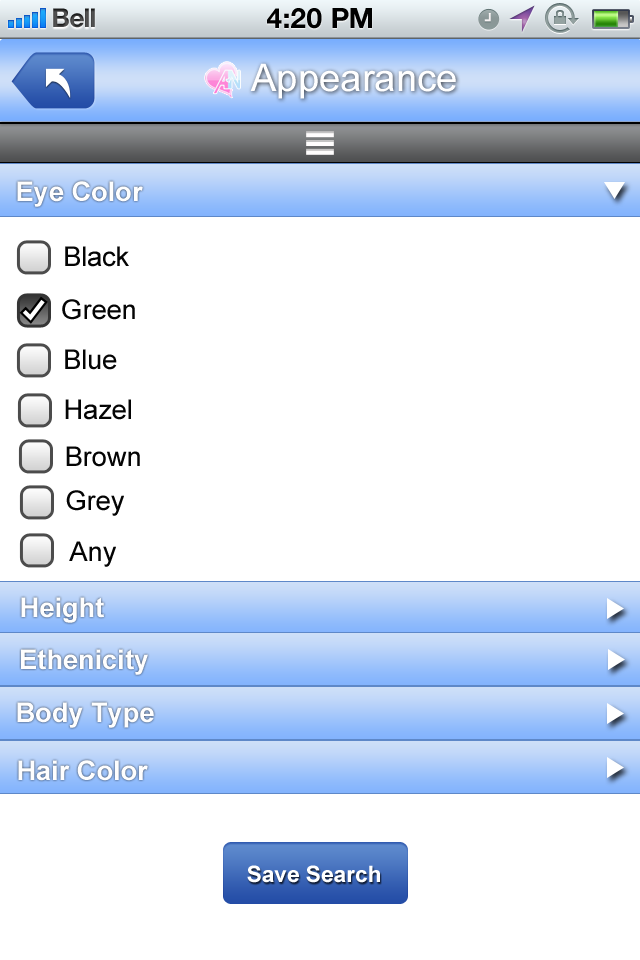 Bell 4:20 PM
Appearance
Eye Color
Black
Green
Blue
Hazel
Brown
Grey
Any
Height
Ethenicity
Body Type
Hair Color
Save Search